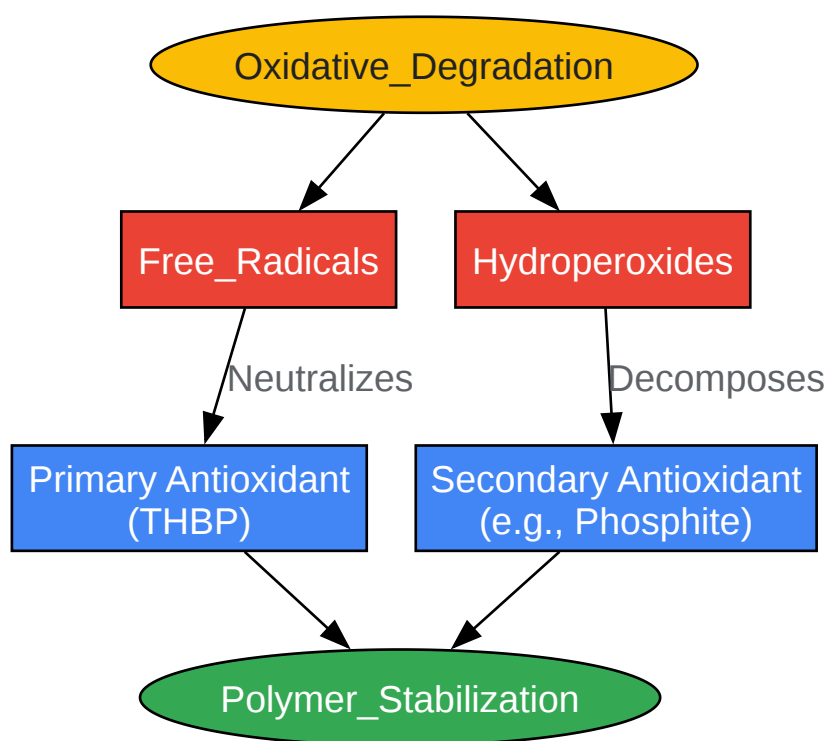 Oxidative_Degradation
Free_Radicals
Hydroperoxides
Neutralizes
Decomposes
Primary Antioxidant
(THBP)
Secondary Antioxidant
(e.g., Phosphite)
Polymer_Stabilization